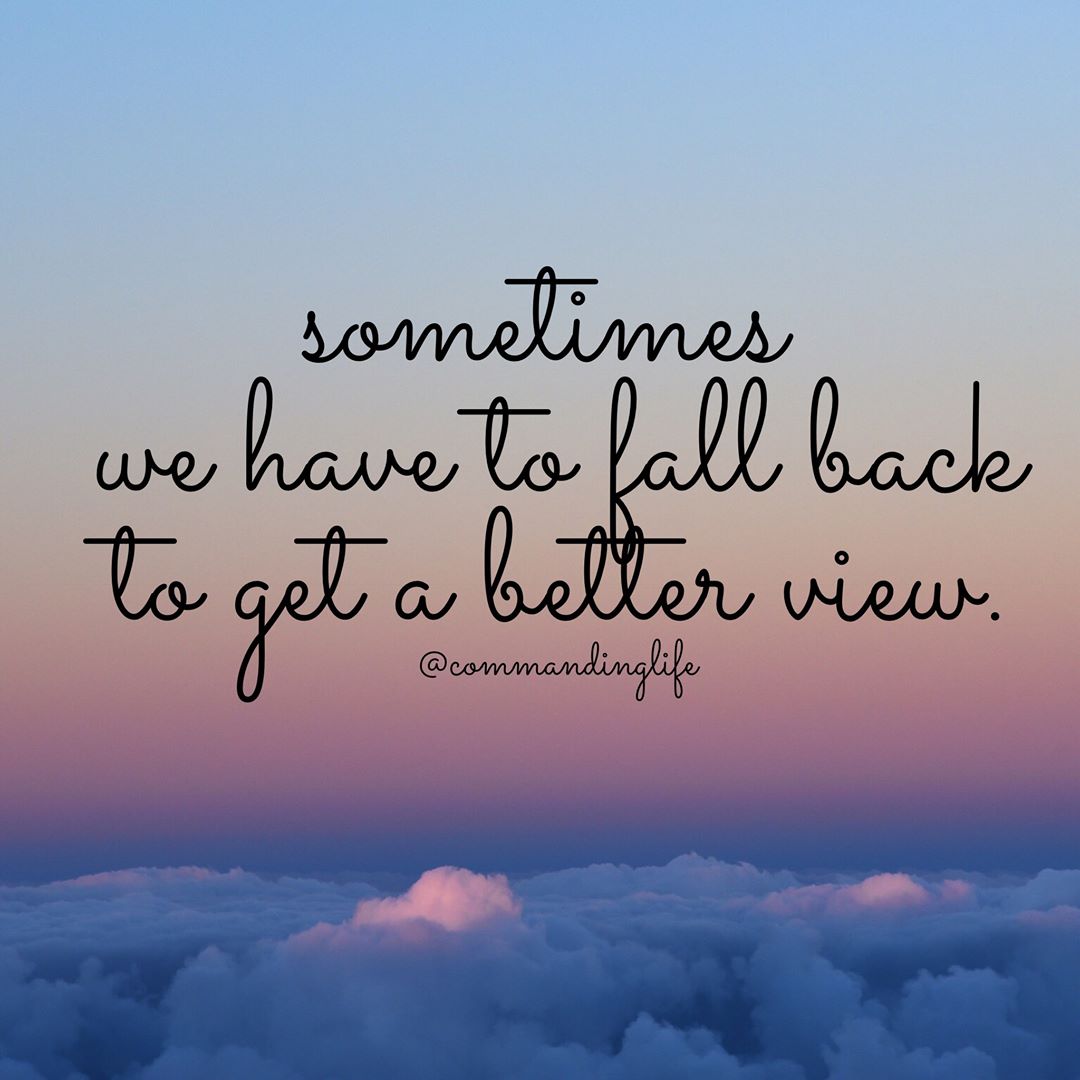 sometimes
we have to fall back
to get a better view.
@commandinglife